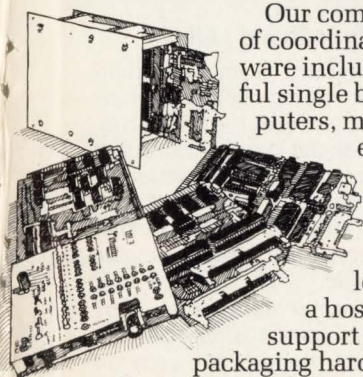 Our com
of coordina
ware inclu
ful single b
puters, m
e
le
a hos
support
packaging hard